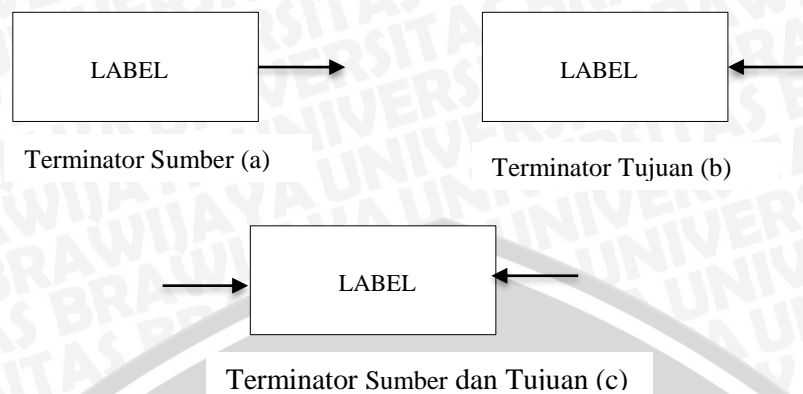 LABEL
LABEL
Terminator Sumber (a)
Terminator Tujuan (b)
LABEL
Terminator Sumber dan Tujuan (c)